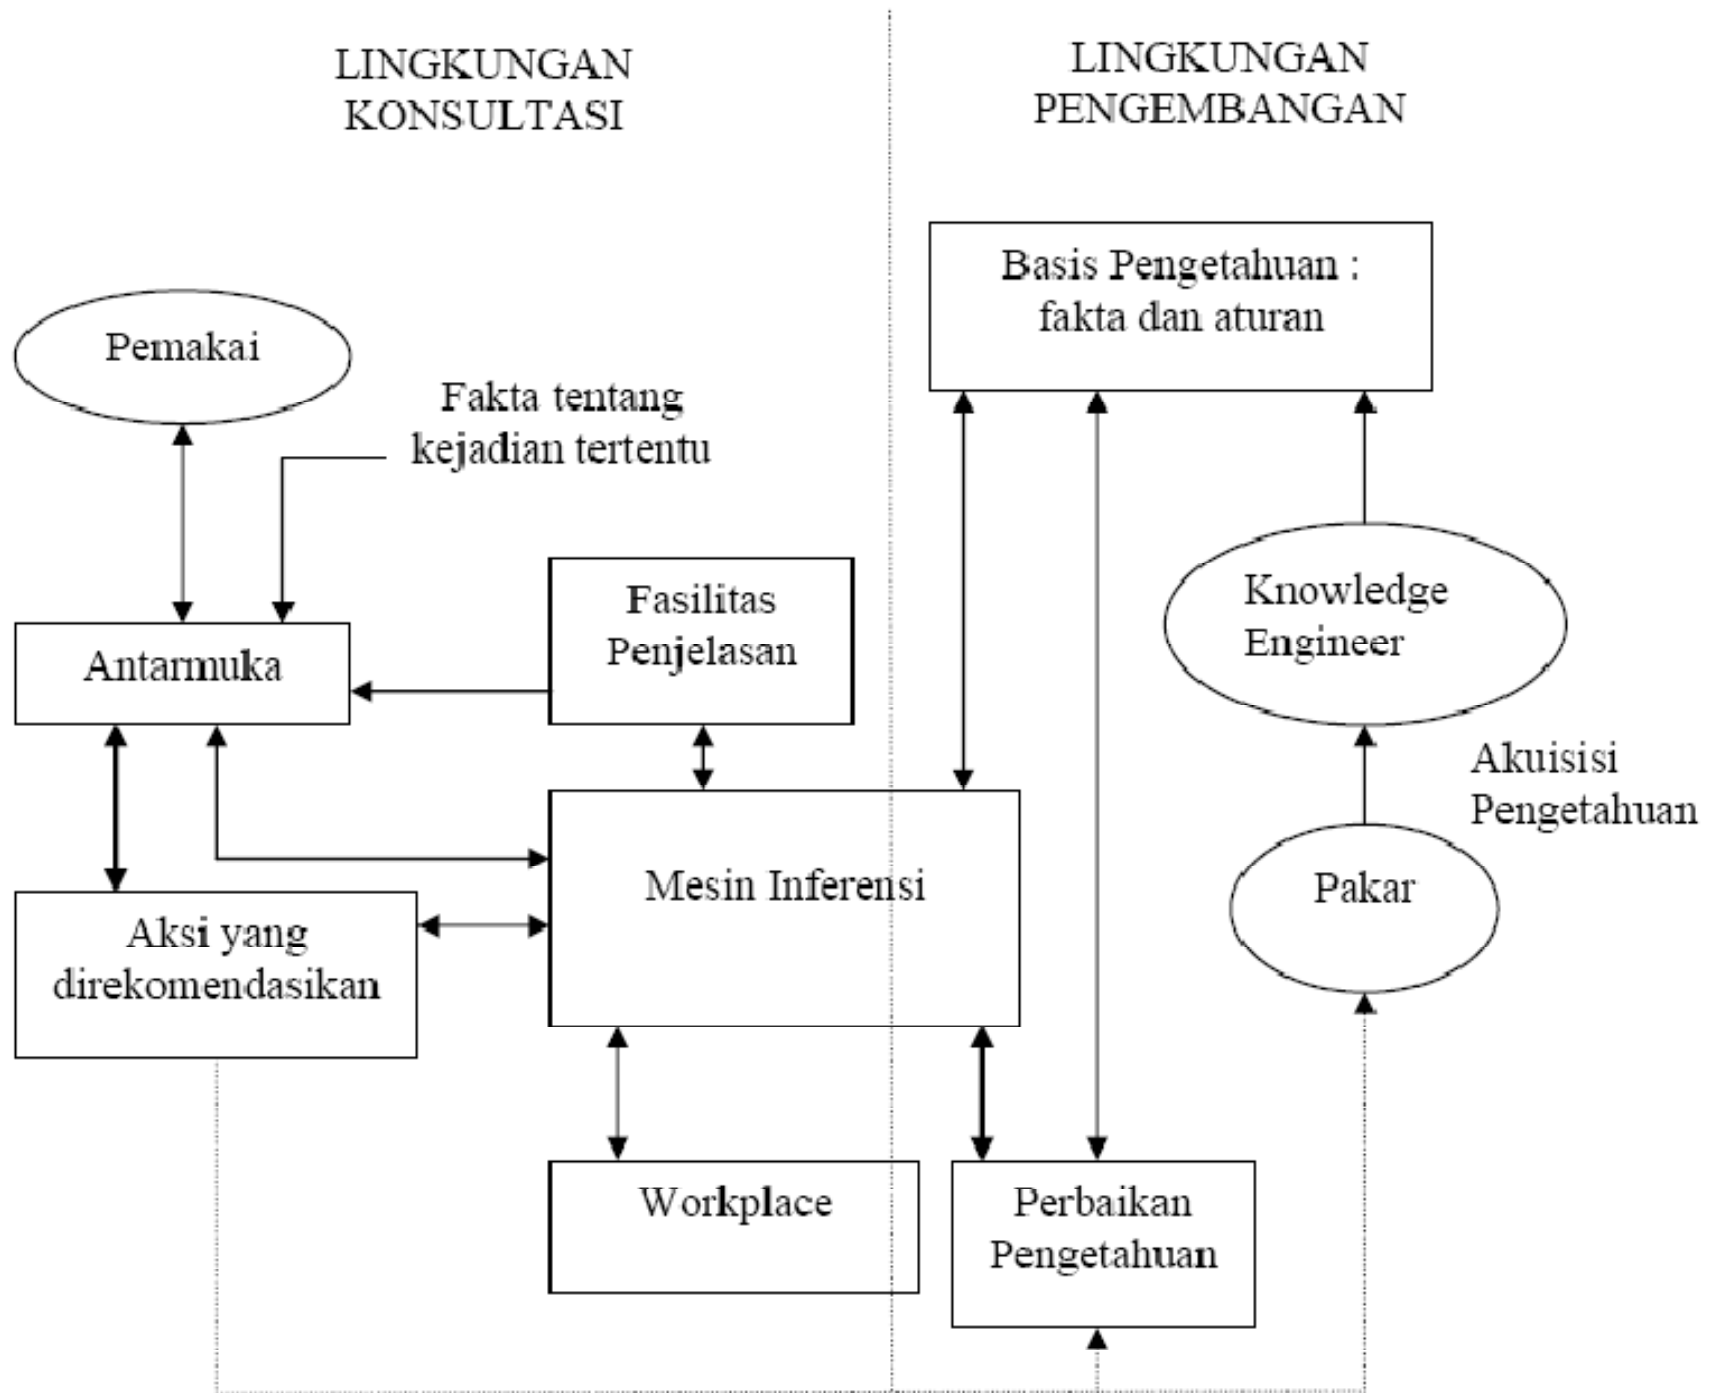 LINGKUNGAN
KONSULTASI
LINGKUNGAN
PENGEMBANGAN
Basis Pengetahuan :
fakta dan aturan
Pemakai
Fakta tentang
kejadian tertentu
Fasilitas
Penjelasan
Knowledge
Engineer
Antarmuka
Akuisisi
Pengetahuan
Mesin Inferensi
Pakar
Aksi yang
direkomendasikan
Workplace
Perbaikan
Pengetahuan